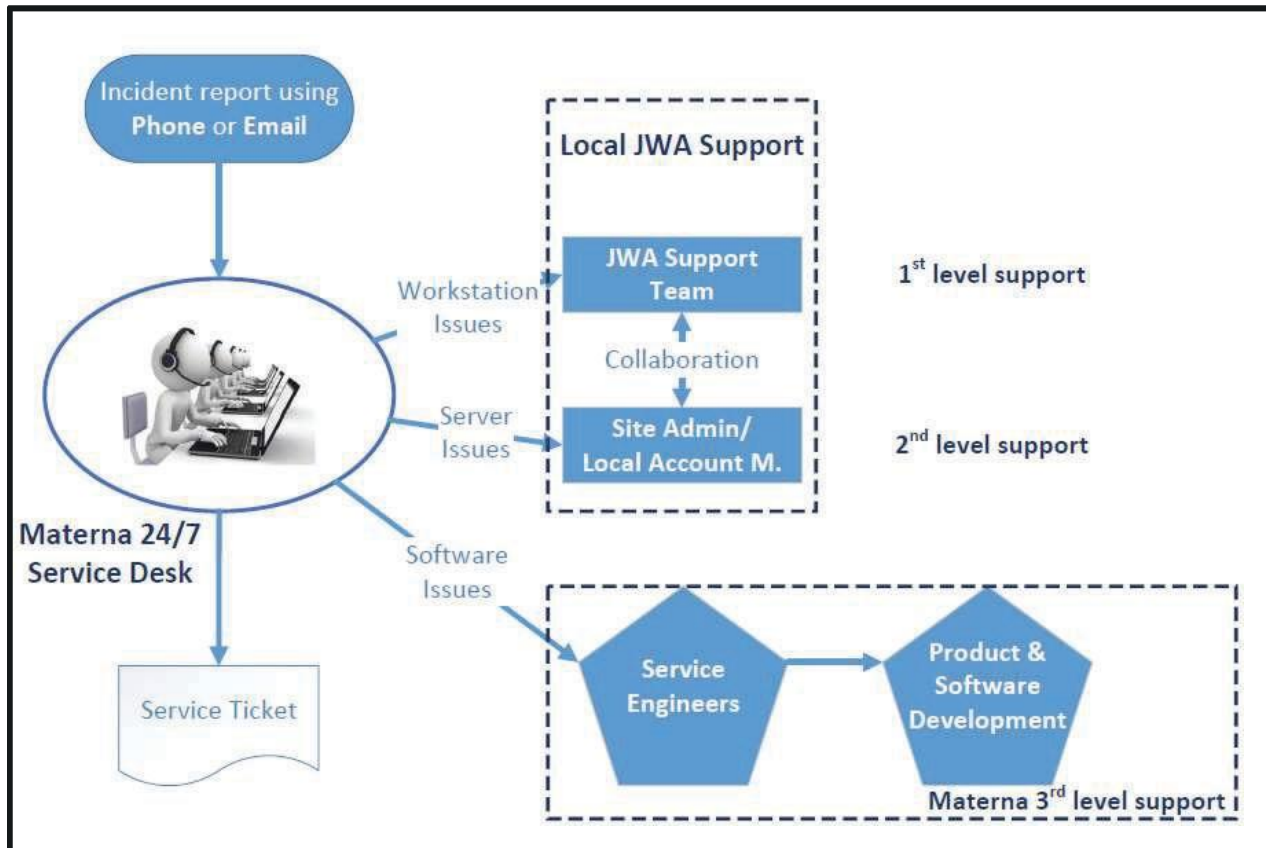 Incident report using
Phone or Email
Local JWA Support
JWA Support
Team
1st level support
Workstation
Issues
Collaboration
Server
Issues
Site Admin/
Local Account M.
2nd level support
Materna 24/7
Service Desk
Software
Issues
Service Ticket
Service
Engineers
Product &
Software
Development
Materna 3rd level support